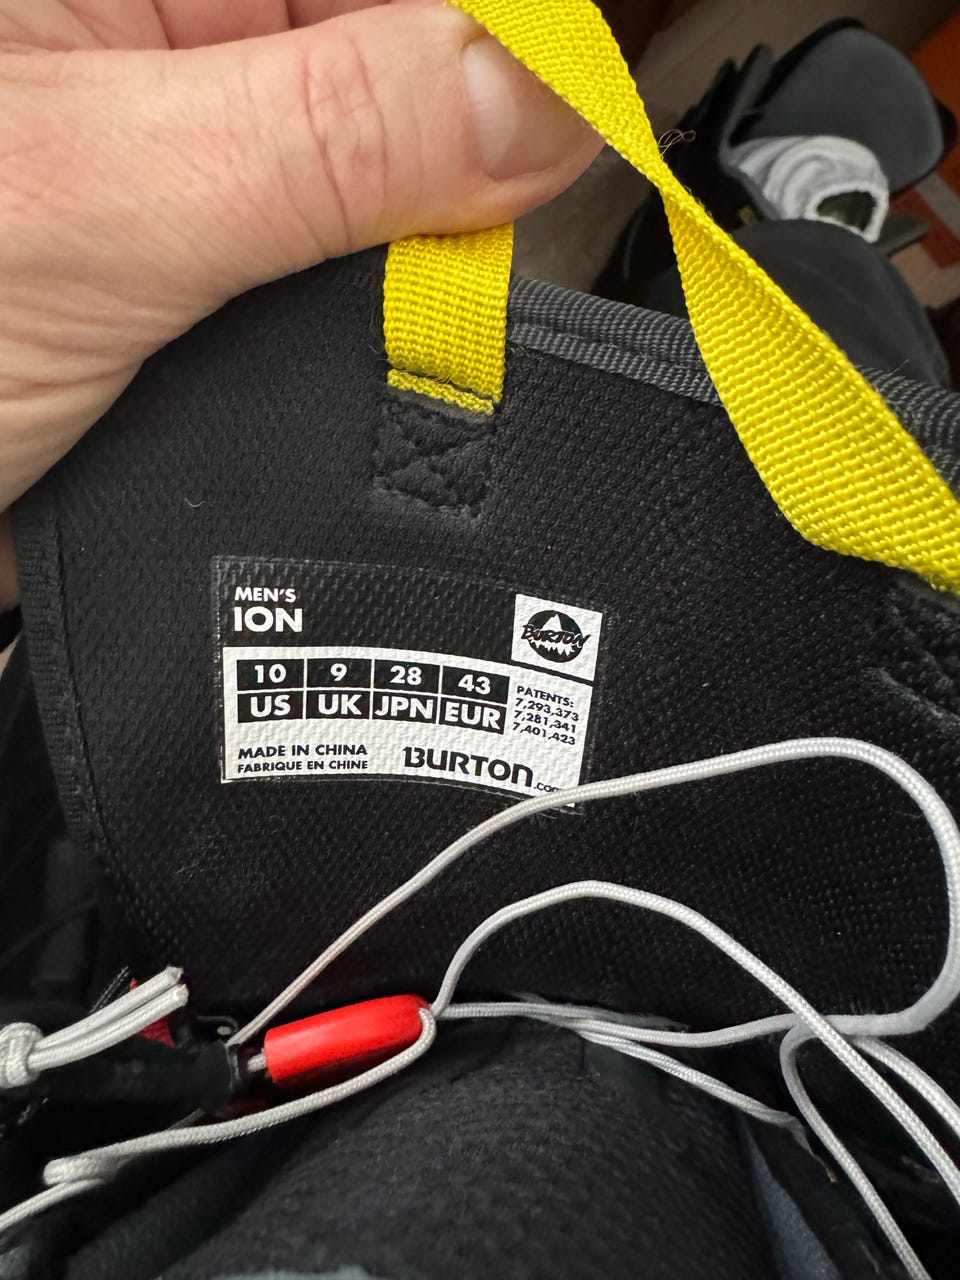 MEN'S
ION
BURTON
10 9 28 43
US UK JPN EUR
PATENTS:
7,293,373
7,281,341
7,401,423
MADE IN CHINA
FABRIQUE EN CHINE
BURTON.com